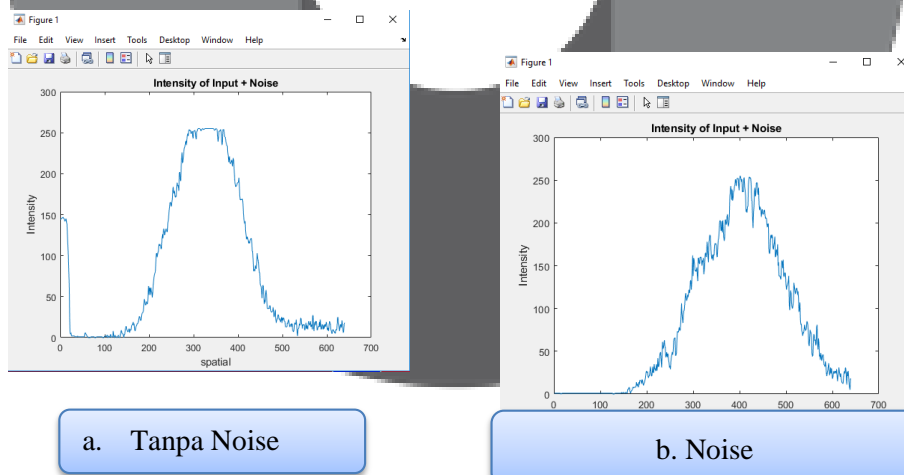 Figure 1
File Edit View Insert Tools Desktop Window Help
Intensity of Input + Noise
300
250
200
150
100
50
0
Intensity
0 100 200 300 400 500 600 700
spatial
a. Tanpa Noise
Figure 1
File Edit View Insert Tools Desktop Window Help
Intensity of Input + Noise
300
250
200
150
100
50
0
Intensity
0 100 200 300 400 500 600 700
b. Noise